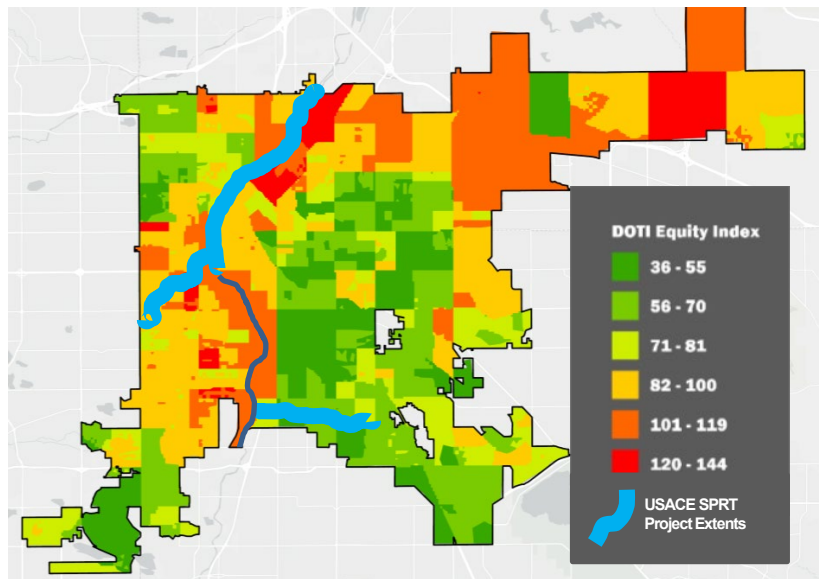 DOTI Equity Index
36 - 55
56 - 70
71 - 81
82 - 100
101 - 119
120 - 144
USACE SPRT
Project Extents